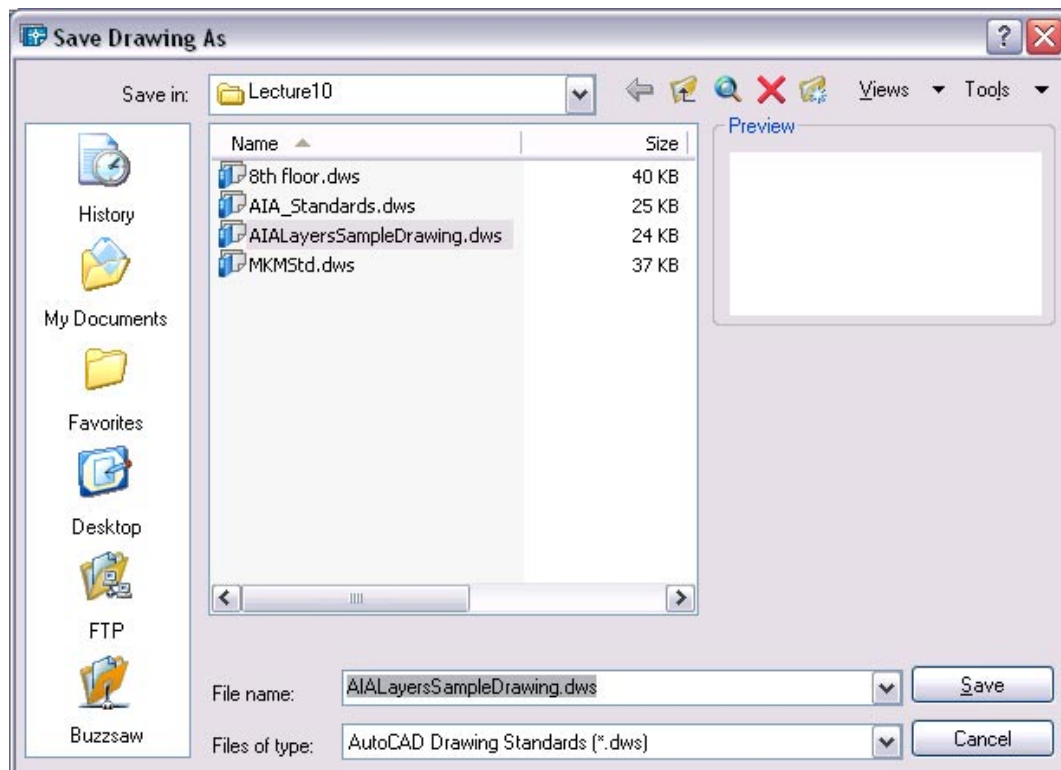 Save Drawing As
Save in: Lecture10 Views Tools
Name Size
8th floor.dws 40 KB
AIA_Standards.dws 25 KB
AIALayersSampleDrawing.dws 24 KB
MKMStd.dws 37 KB
Preview
History
My Documents
Favorites
Desktop
FTP
Buzzsaw
File name: AIALayersSampleDrawing.dws Save
Files of type: AutoCAD Drawing Standards (*.dws) Cancel